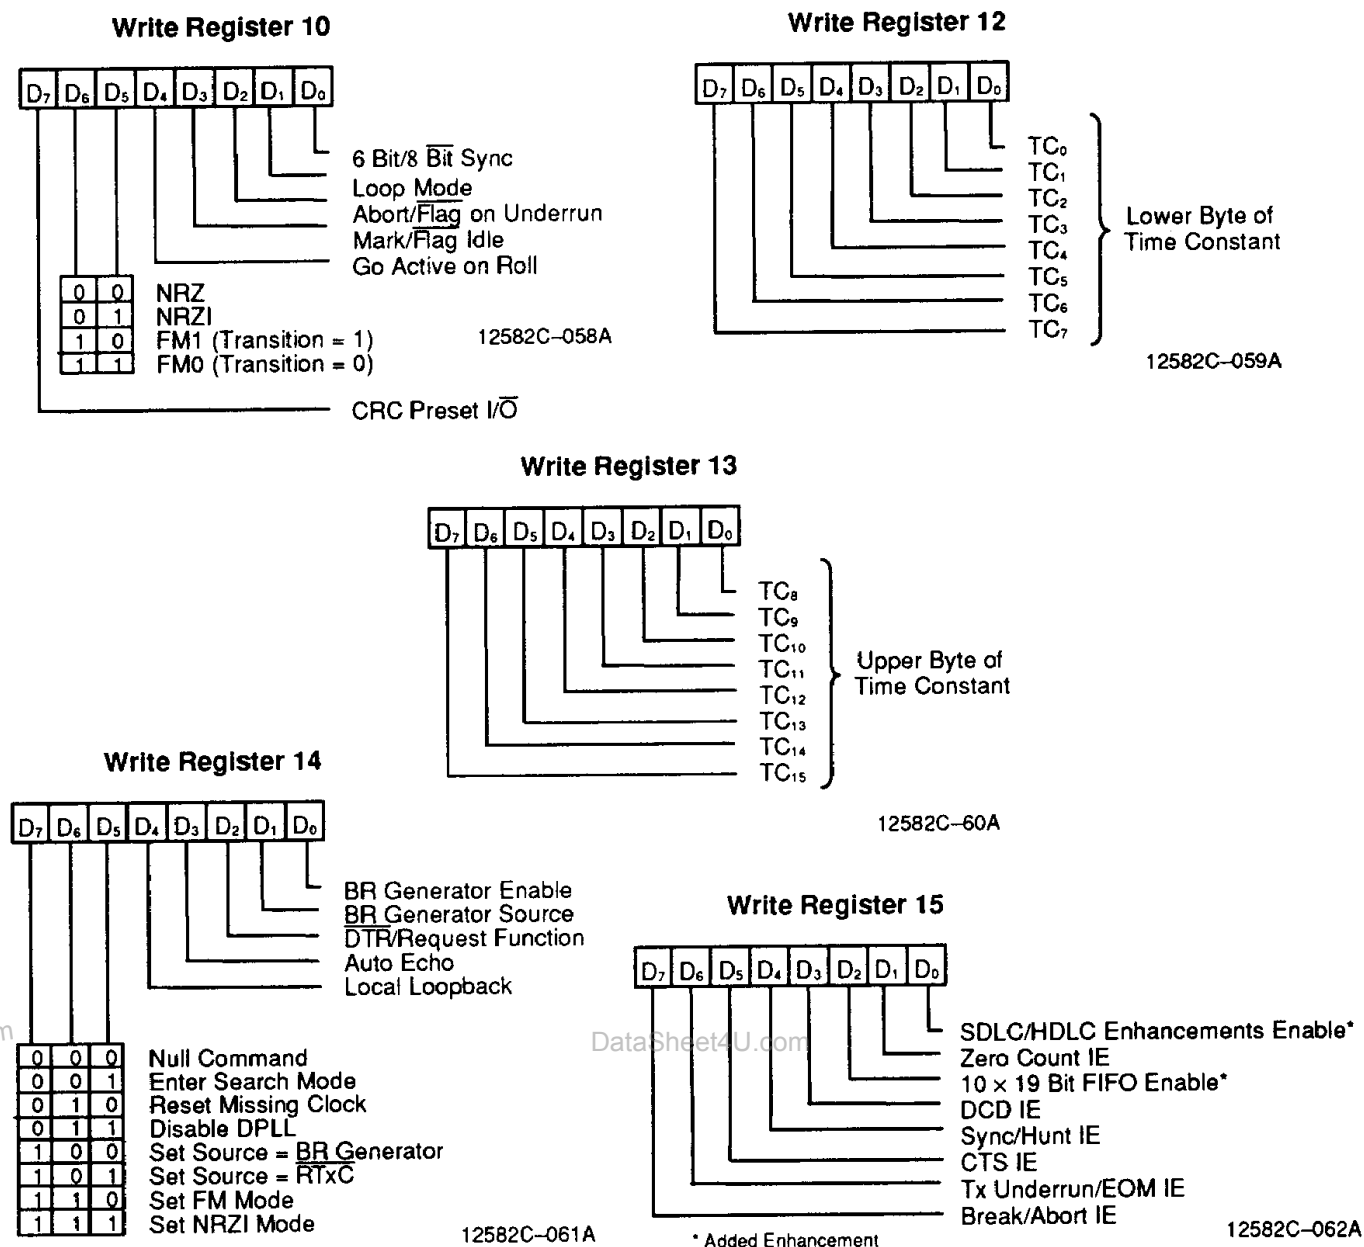 Write Register 10
D7 D6 D5 D4 D3 D2 D1 D0
6 Bit/8 B̅i̅t̅ Sync
Loop Mode
Abort/F̅l̅a̅g̅ on Underrun
Mark/F̅l̅a̅g̅ Idle
Go Active on Roll
0 0 NRZ
0 1 NRZI
1 0 FM1 (Transition = 1)
1 1 FM0 (Transition = 0)
CRC Preset I/O̅
12582C–058A
Write Register 12
D7 D6 D5 D4 D3 D2 D1 D0
TC0
TC1
TC2
TC3
TC4
TC5
TC6
TC7
Lower Byte of
Time Constant
12582C–059A
Write Register 13
D7 D6 D5 D4 D3 D2 D1 D0
TC8
TC9
TC10
TC11
TC12
TC13
TC14
TC15
Upper Byte of
Time Constant
12582C–60A
Write Register 14
D7 D6 D5 D4 D3 D2 D1 D0
BR Generator Enable
BR Generator Source
D̅T̅R̅/Request Function
Auto Echo
Local Loopback
0 0 0 Null Command
0 0 1 Enter Search Mode
0 1 0 Reset Missing Clock
0 1 1 Disable DPLL
1 0 0 Set Source = BR Generator
1 0 1 Set Source = R̅T̅x̅C̅
1 1 0 Set FM Mode
1 1 1 Set NRZI Mode
12582C–061A
Write Register 15
D7 D6 D5 D4 D3 D2 D1 D0
SDLC/HDLC Enhancements Enable*
Zero Count IE
10 × 19 Bit FIFO Enable*
DCD IE
Sync/Hunt IE
CTS IE
Tx Underrun/EOM IE
Break/Abort IE
* Added Enhancement
12582C–062A
DataSheet4U.com